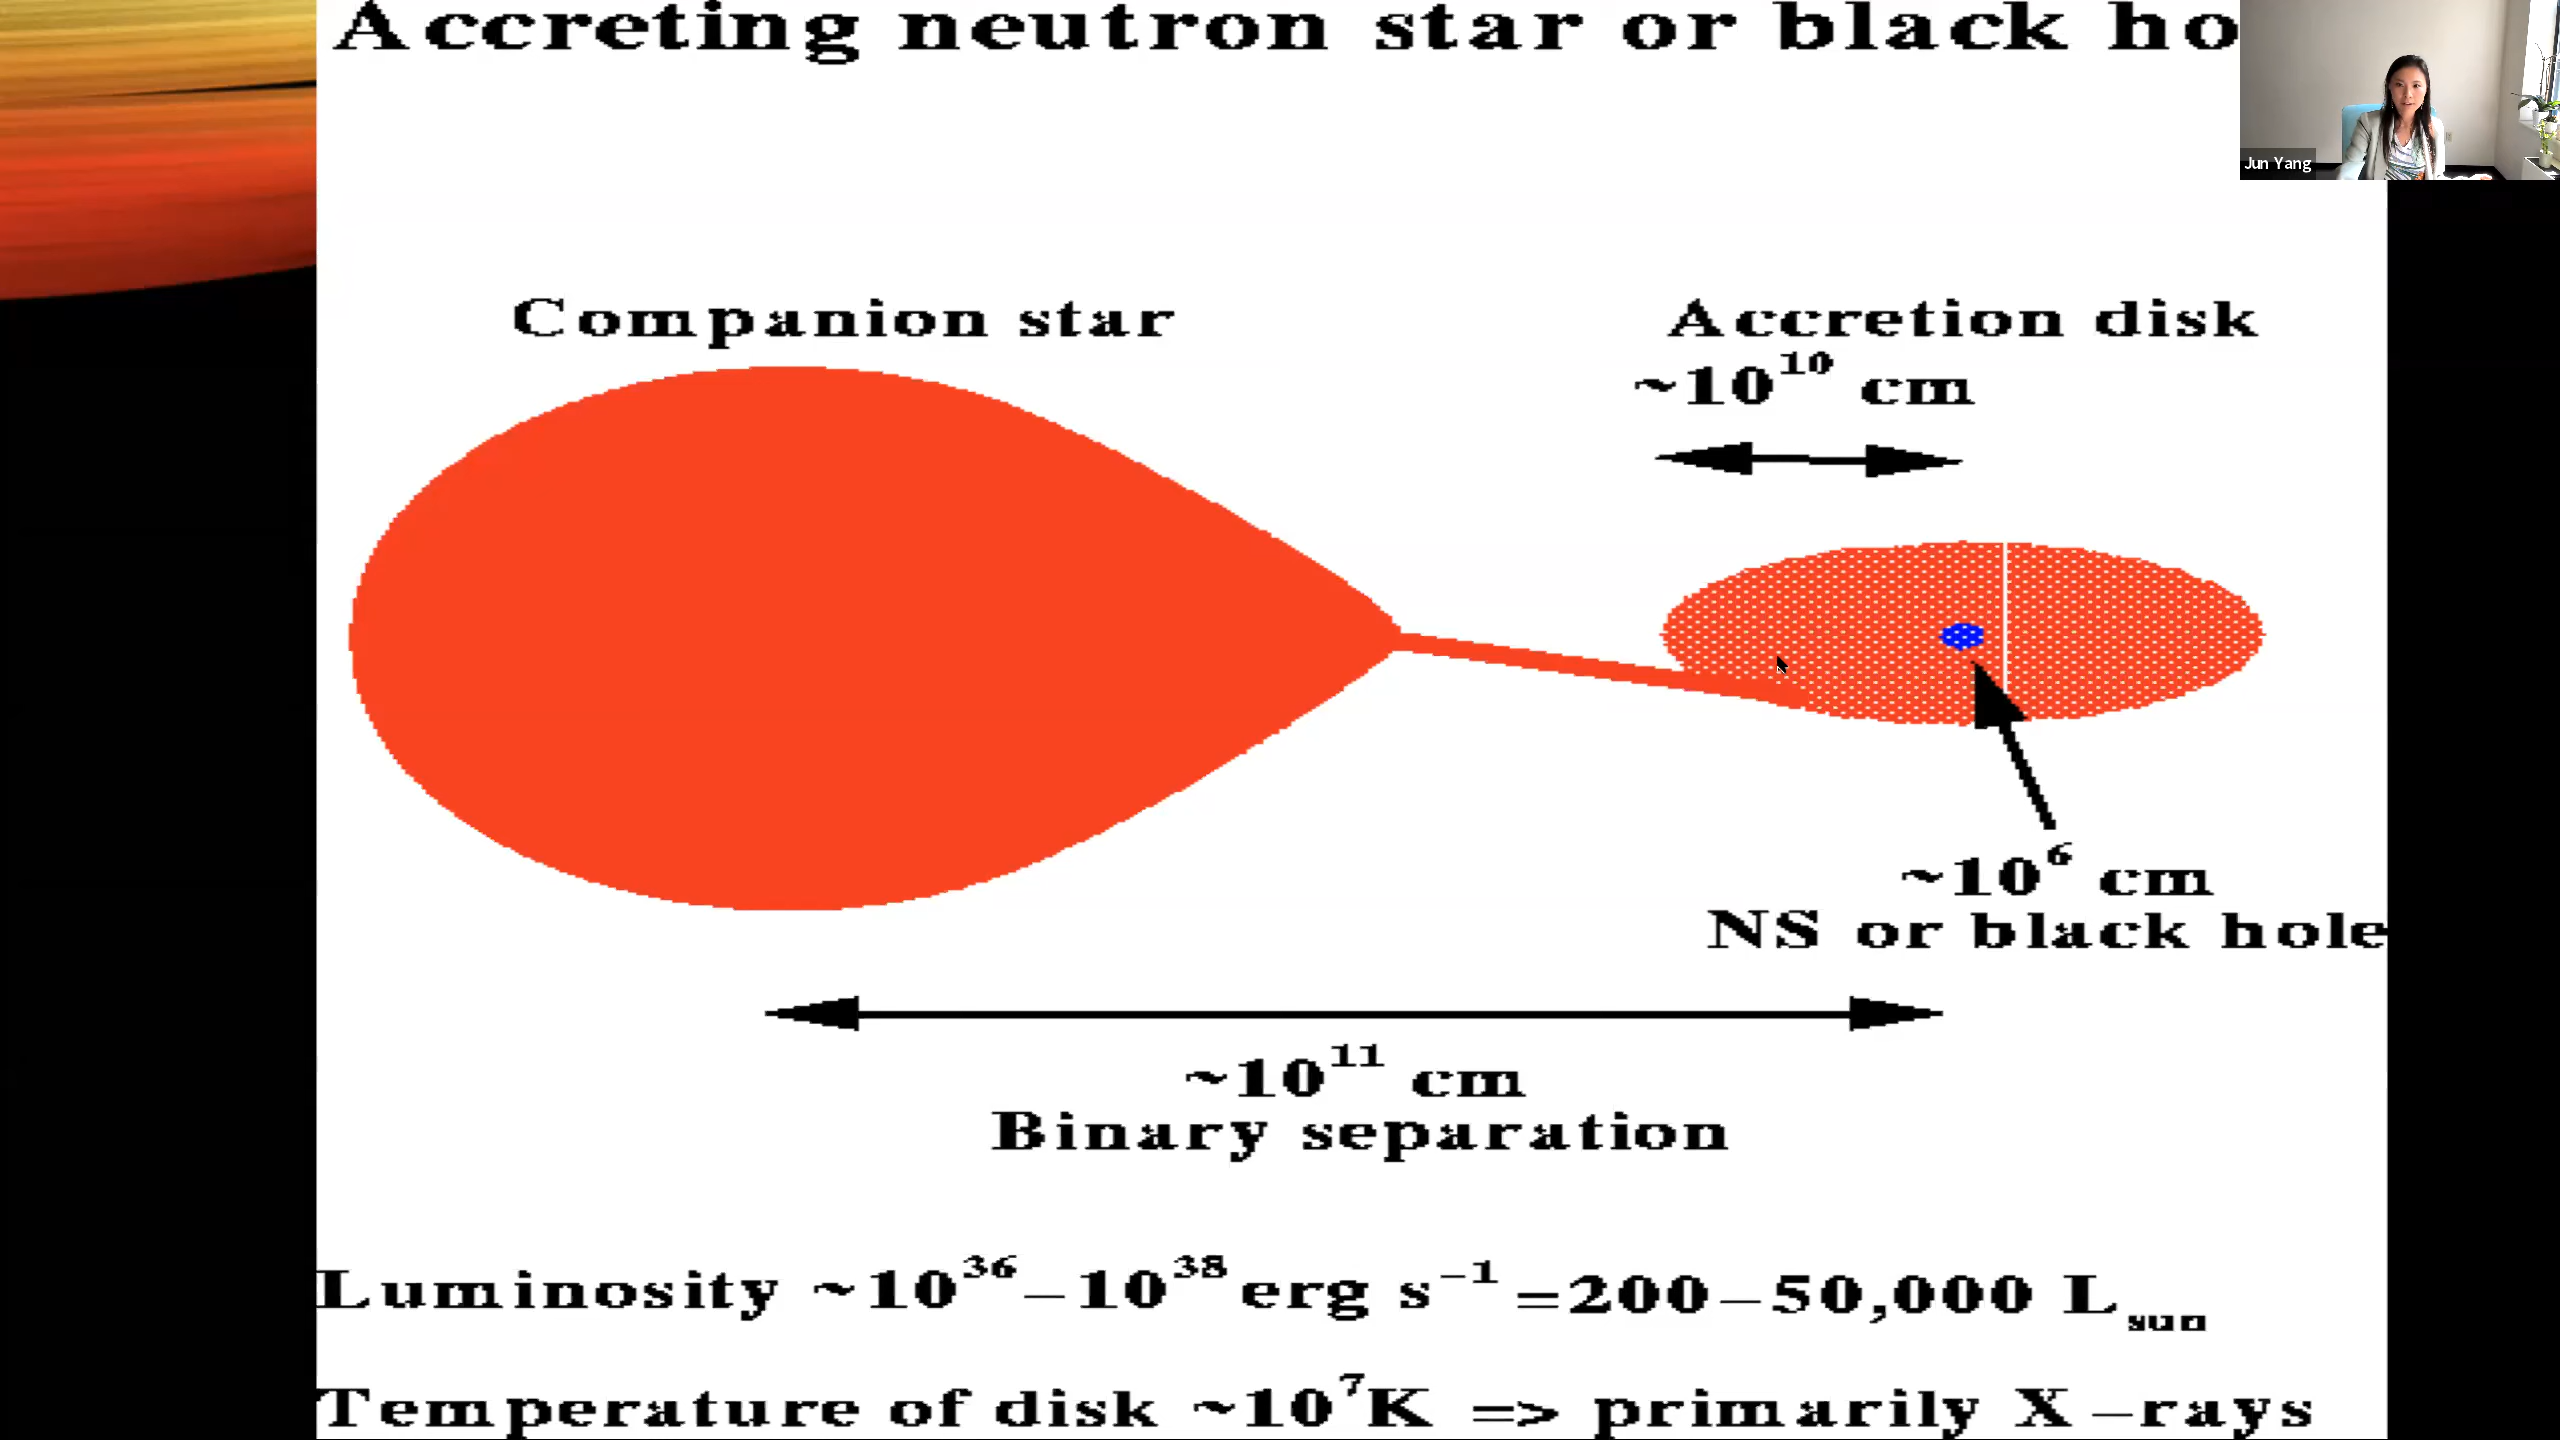 Accreting neutron star or black ho
Jun Yang
Companion star
Accretion disk
~10¹⁰ cm
~10⁶ cm
NS or black hole
~10¹¹ cm
Binary separation
Luminosity ~10³⁶–10³⁸ erg s⁻¹ =200–50,000 L_sun
Temperature of disk ~10⁷K => primarily X–rays